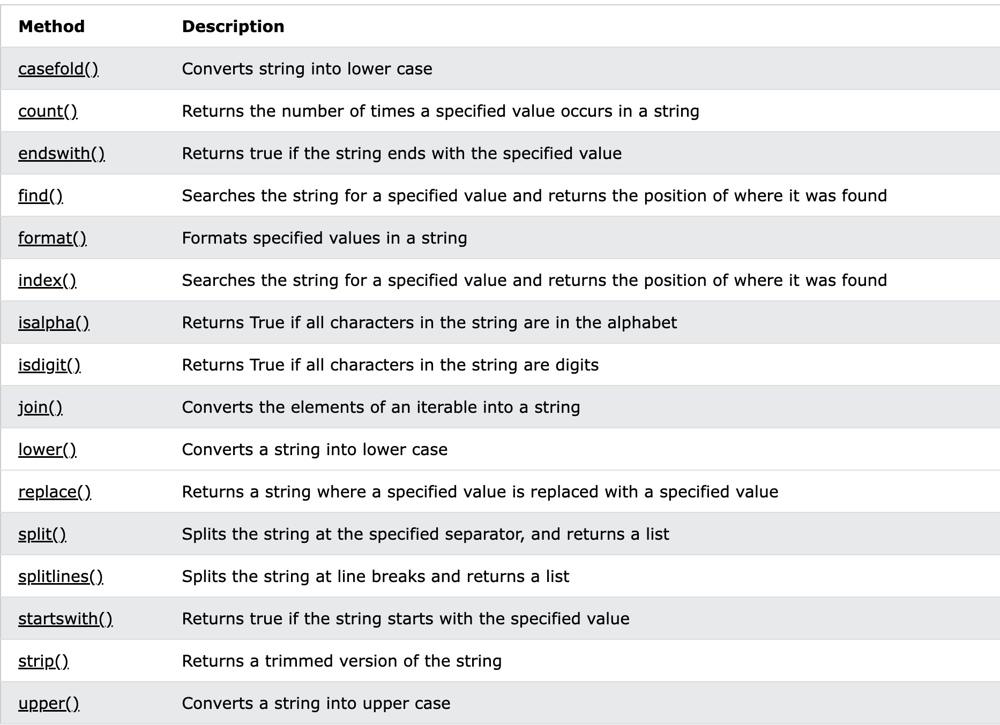 Method Description
casefold() Converts string into lower case
count() Returns the number of times a specified value occurs in a string
endswith() Returns true if the string ends with the specified value
find() Searches the string for a specified value and returns the position of where it was found
format() Formats specified values in a string
index() Searches the string for a specified value and returns the position of where it was found
isalpha() Returns True if all characters in the string are in the alphabet
isdigit() Returns True if all characters in the string are digits
join() Converts the elements of an iterable into a string
lower() Converts a string into lower case
replace() Returns a string where a specified value is replaced with a specified value
split() Splits the string at the specified separator, and returns a list
splitlines() Splits the string at line breaks and returns a list
startswith() Returns true if the string starts with the specified value
strip() Returns a trimmed version of the string
upper() Converts a string into upper case